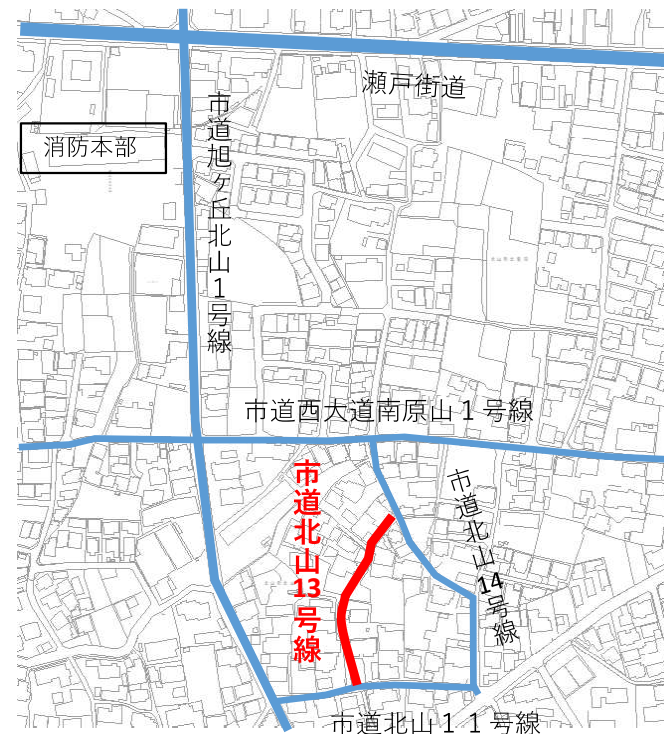 瀬戸街道
消防本部
市道旭ヶ丘北山1号線
市道西大道南原山1号線
市道北山13号線
市道北山14号線
市道北山11号線